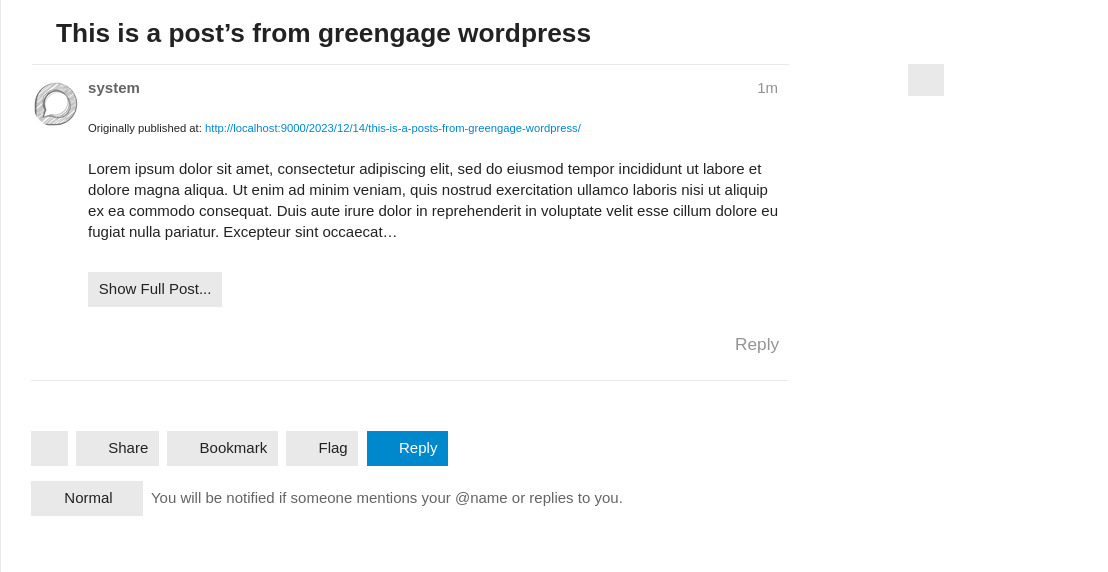 This is a post’s from greengage wordpress
system
1m
Originally published at: http://localhost:9000/2023/12/14/this-is-a-posts-from-greengage-wordpress/
Lorem ipsum dolor sit amet, consectetur adipiscing elit, sed do eiusmod tempor incididunt ut labore et
dolore magna aliqua. Ut enim ad minim veniam, quis nostrud exercitation ullamco laboris nisi ut aliquip
ex ea commodo consequat. Duis aute irure dolor in reprehenderit in voluptate velit esse cillum dolore eu
fugiat nulla pariatur. Excepteur sint occaecat…
Show Full Post...
Reply
Share
Bookmark
Flag
Reply
Normal
You will be notified if someone mentions your @name or replies to you.